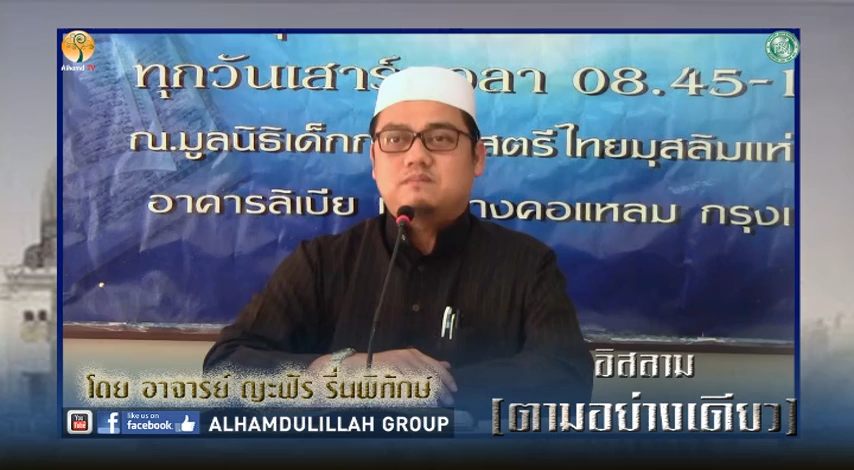 Alhamd TV
ทุกวันเสาร์ เวลา 08.45-1
ณ.มูลนิธิเด็กก สตรีไทยมุสลิมแห่
อาคารลิเบีย างคอแหลม กรุงเ
โดย อาจารย์ ญะฟัร รื่นพิทักษ์
อิสลาม
[ตามอย่างเดียว]
You Tube
like us on
facebook.
ALHAMDULILLAH GROUP